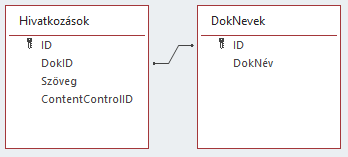 Hivatkozások
ID
DokID
Szöveg
ContentControlID
DokNevek
ID
DokNév